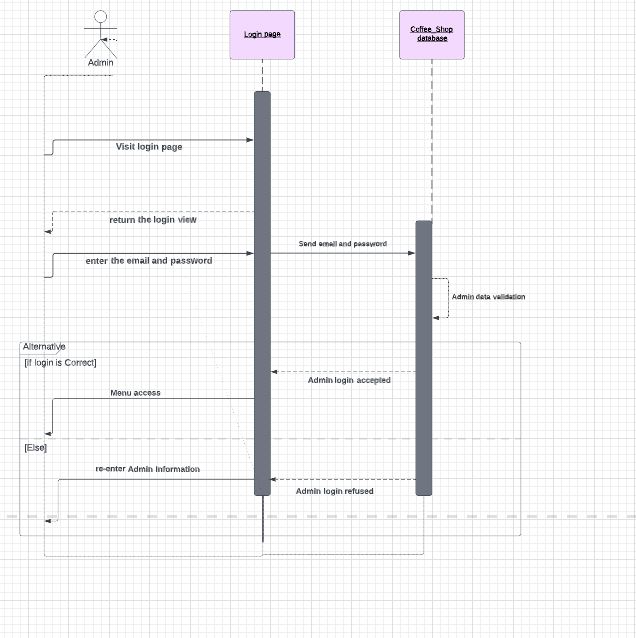 Admin
Login page
Coffee_Shop
database
Visit login page
return the login view
Send email and password
enter the email and password
Admin data validation
Alternative
[if login is Correct]
Admin login accepted
Menu access
[Else]
re-enter Admin Information
Admin login refused